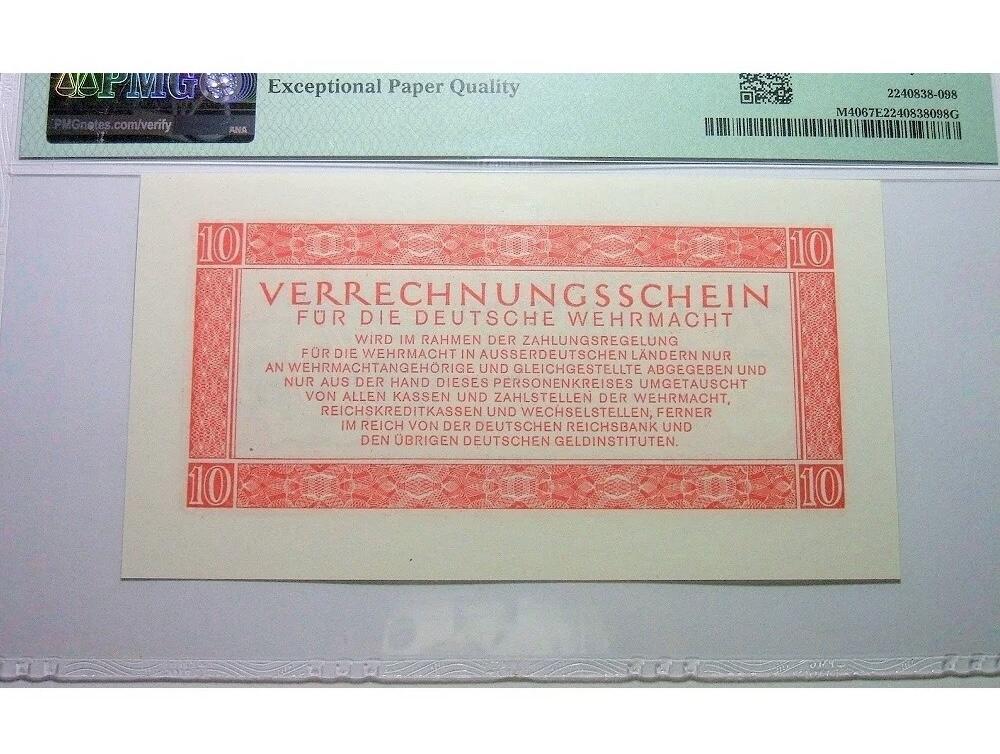 PMG
Exceptional Paper Quality
PMGnotes.com/verify
ANA
2240838-098
M4067E2240838098G
10 10
VERRECHNUNGSSCHEIN
FÜR DIE DEUTSCHE WEHRMACHT
WIRD IM RAHMEN DER ZAHLUNGSREGELUNG
FÜR DIE WEHRMACHT IN AUSSERDEUTSCHEN LÄNDERN NUR
AN WEHRMACHTANGEHÖRIGE UND GLEICHGESTELLTE ABGEGEBEN UND
NUR AUS DER HAND DIESES PERSONENKREISES UMGETAUSCHT
VON ALLEN KASSEN UND ZAHLSTELLEN DER WEHRMACHT,
REICHSKREDITKASSEN UND WECHSELSTELLEN, FERNER
IM REICH VON DER DEUTSCHEN REICHSBANK UND
DEN ÜBRIGEN DEUTSCHEN GELDINSTITUTEN.
10 10